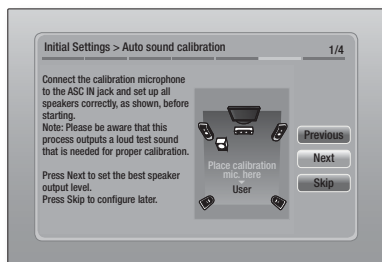 Initial Settings > Auto sound calibration
1/4
Connect the calibration microphone
to the ASC IN jack and set up all
speakers correctly, as shown, before
starting.
Note: Please be aware that this
process outputs a loud test sound
that is needed for proper calibration.
Press Next to set the best speaker
output level.
Press Skip to configure later.
Place calibration
mic. here
User
Previous
Next
Skip